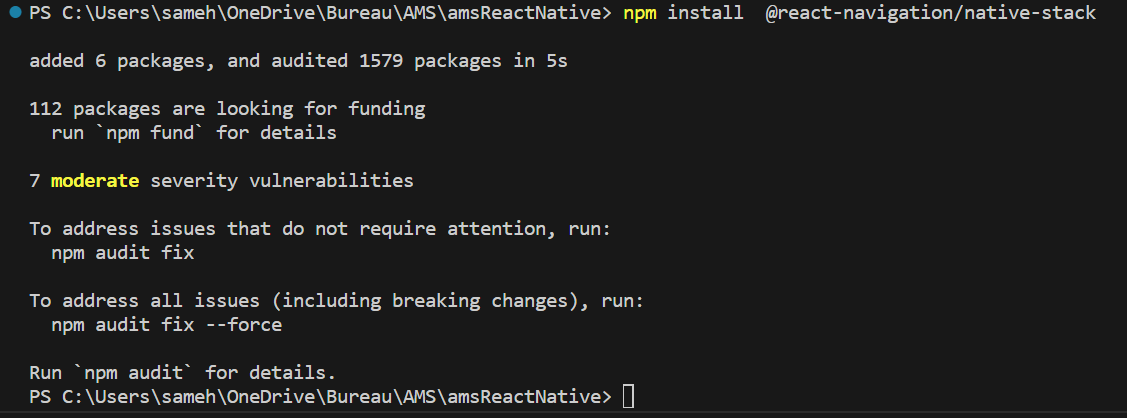 PS C:\Users\sameh\OneDrive\Bureau\AMS\amsReactNative> npm install  @react-navigation/native-stack
added 6 packages, and audited 1579 packages in 5s
112 packages are looking for funding
  run `npm fund` for details
7 moderate severity vulnerabilities
To address issues that do not require attention, run:
  npm audit fix
To address all issues (including breaking changes), run:
  npm audit fix --force
Run `npm audit` for details.
PS C:\Users\sameh\OneDrive\Bureau\AMS\amsReactNative>